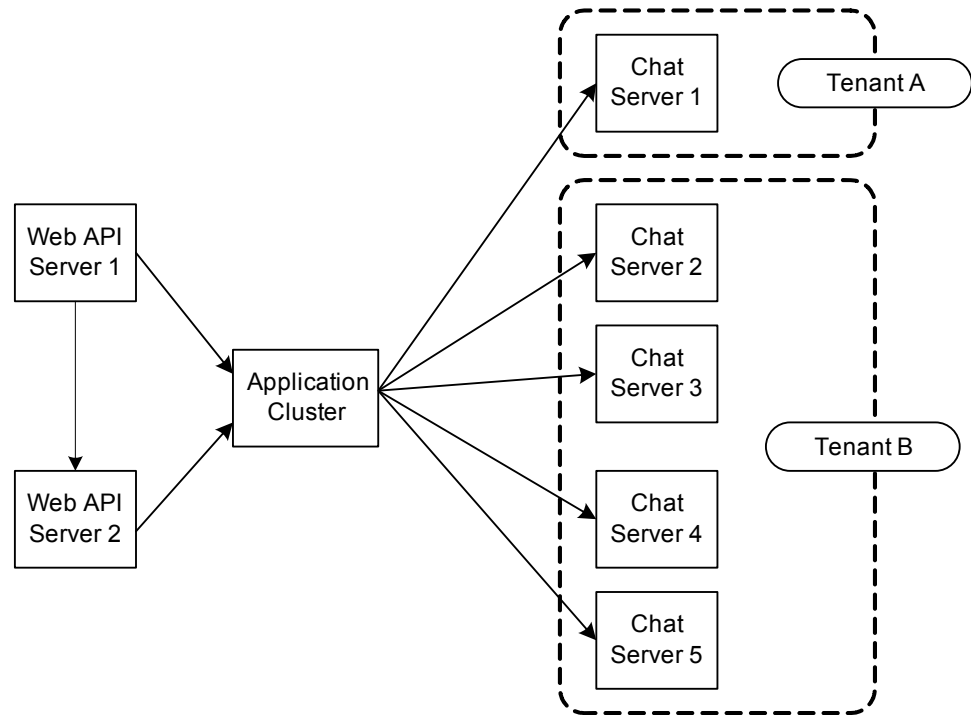 Chat
Server 1
Tenant A
Web API
Server 1
Chat
Server 2
Application
Cluster
Chat
Server 3
Tenant B
Web API
Server 2
Chat
Server 4
Chat
Server 5